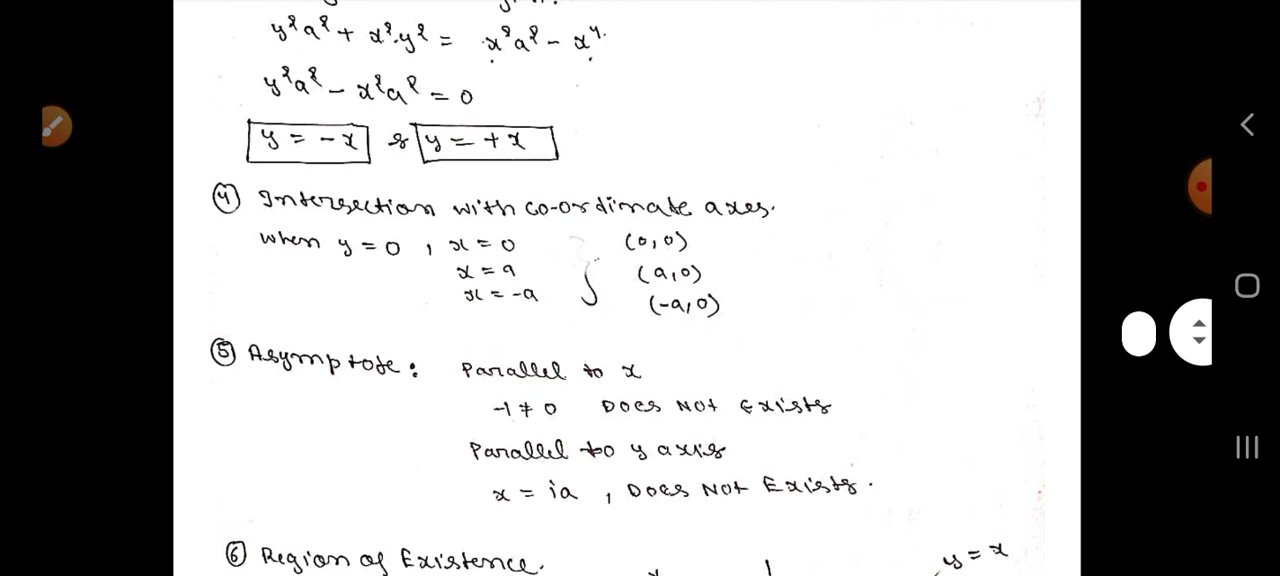 y²a² + x².y² = x²a² - x⁴.
y²a² - x²a² = 0
y = -x & y = +x
④ Intersection with co-ordinate axes.
when y = 0 , x = 0 (0,0)
x = a } (a,0)
x = -a (-a,0)
⑤ Asymptote : Parallel to x
-1 ≠ 0 Does Not Exists
Parallel to y axis
x = ia , Does Not Exists.
⑥ Region of Existence.
y = x